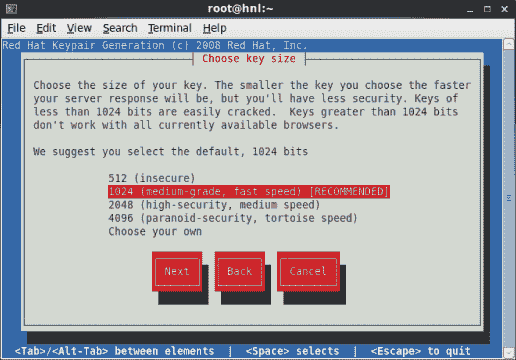 root@hnl:~
File Edit View Search Terminal Help
Red Hat Keypair Generation (c) 2008 Red Hat, Inc.
Choose key size
Choose the size of your key. The smaller the key you choose the faster
your server response will be, but you'll have less security. Keys of
less than 1024 bits are easily cracked.  Keys greater than 1024 bits
don't work with all currently available browsers.
We suggest you select the default, 1024 bits
512 (insecure)
1024 (medium-grade, fast speed) [RECOMMENDED]
2048 (high-security, medium speed)
4096 (paranoid-security, tortoise speed)
Choose your own
Next Back Cancel
<Tab>/<Alt-Tab> between elements | <Space> selects | <Escape> to quit